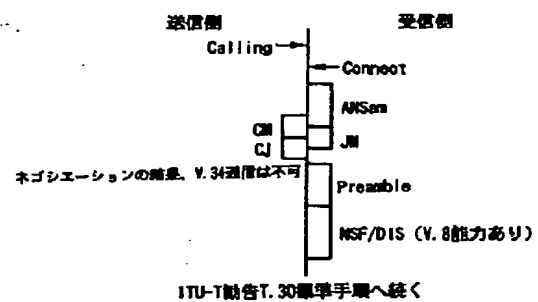 送信側 受信側
Calling
Connect
ANSam
CM
JM
CJ
ネゴシエーションの結果、V.34通信は不可
Preamble
NSF/DIS (V.8能力あり)
ITU-T勧告T.30標準手順へ続く